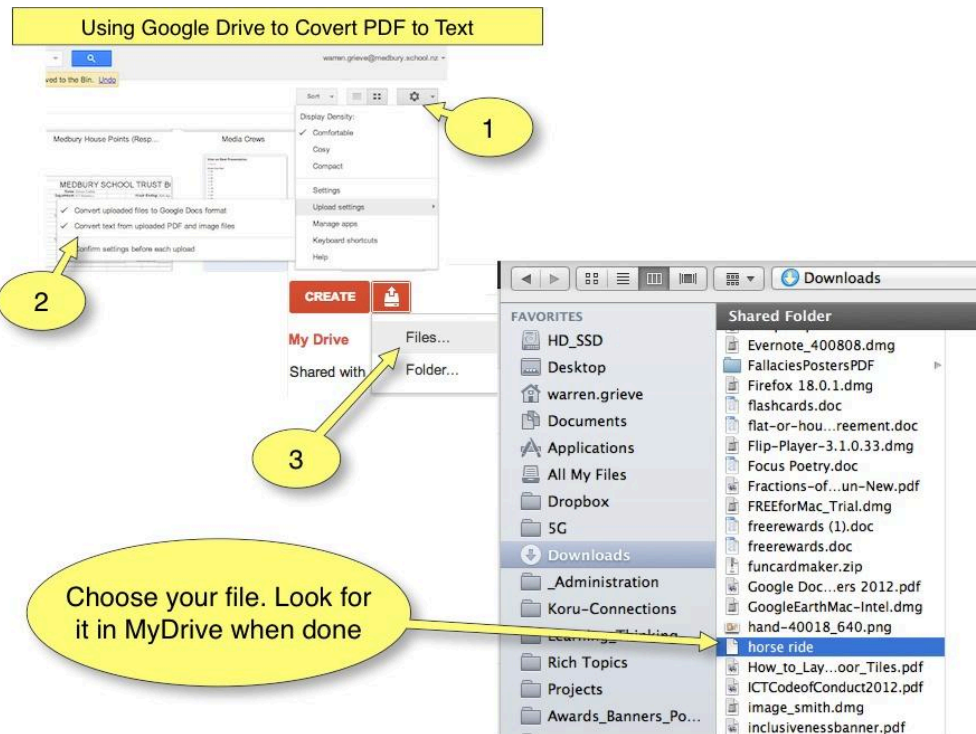 Using Google Drive to Covert PDF to Text
warren.grieve@medbury.school.nz
ved to the Bin. Undo
Sort
1
Display Density:
✓ Comfortable
Cosy
Compact
Settings
Upload settings
Manage apps
Keyboard shortcuts
Help
Medbury House Points (Resp...
Media Crews
MEDBURY SCHOOL TRUST B
✓ Convert uploaded files to Google Docs format
✓ Convert text from uploaded PDF and image files
Confirm settings before each upload
2
CREATE
My Drive
Shared with
Files...
Folder...
3
Choose your file. Look for
it in MyDrive when done
Downloads
FAVORITES
HD_SSD
Desktop
warren.grieve
Documents
Applications
All My Files
Dropbox
5G
Downloads
_Administration
Koru-Connections
Learning_Thinking
Rich Topics
Projects
Awards_Banners_Po...
Shared Folder
Evernote_400808.dmg
FallaciesPostersPDF
Firefox 18.0.1.dmg
flashcards.doc
flat-or-hou...reement.doc
Flip-Player-3.1.0.33.dmg
Focus Poetry.doc
Fractions-of...un-New.pdf
FREEforMac_Trial.dmg
freerewards (1).doc
freerewards.doc
funcardmaker.zip
Google Doc...ers 2012.pdf
GoogleEarthMac-Intel.dmg
hand-40018_640.png
horse ride
How_to_Lay...oor_Tiles.pdf
ICTCodeofConduct2012.pdf
image_smith.dmg
inclusivenessbanner.pdf